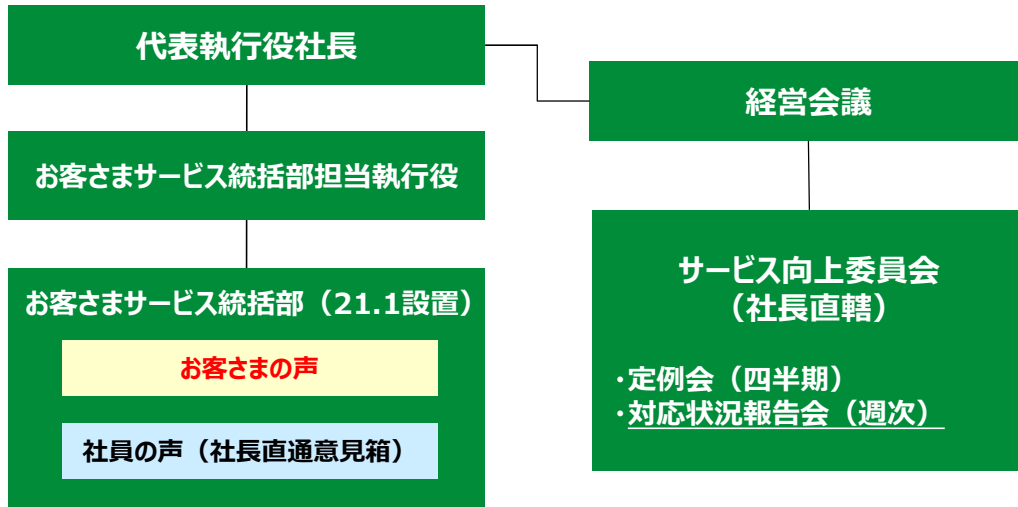 代表執行役社長
お客さまサービス統括部担当執行役
お客さまサービス統括部（21.1設置）
お客さまの声
社員の声（社長直通意見箱）
経営会議
サービス向上委員会
（社長直轄）
・定例会（四半期）
・対応状況報告会（週次）